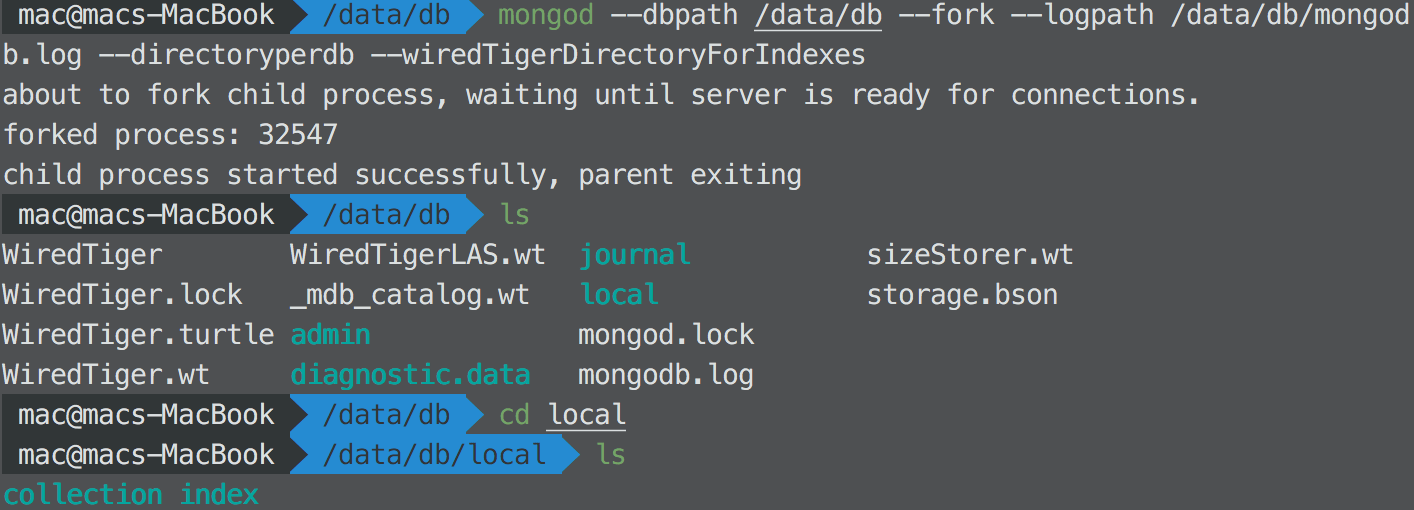 mac@macs-MacBook /data/db mongod --dbpath /data/db --fork --logpath /data/db/mongod
b.log --directoryperdb --wiredTigerDirectoryForIndexes
about to fork child process, waiting until server is ready for connections.
forked process: 32547
child process started successfully, parent exiting
mac@macs-MacBook /data/db ls
WiredTiger WiredTigerLAS.wt journal sizeStorer.wt
WiredTiger.lock _mdb_catalog.wt local storage.bson
WiredTiger.turtle admin mongod.lock
WiredTiger.wt diagnostic.data mongodb.log
mac@macs-MacBook /data/db cd local
mac@macs-MacBook /data/db/local ls
collection index